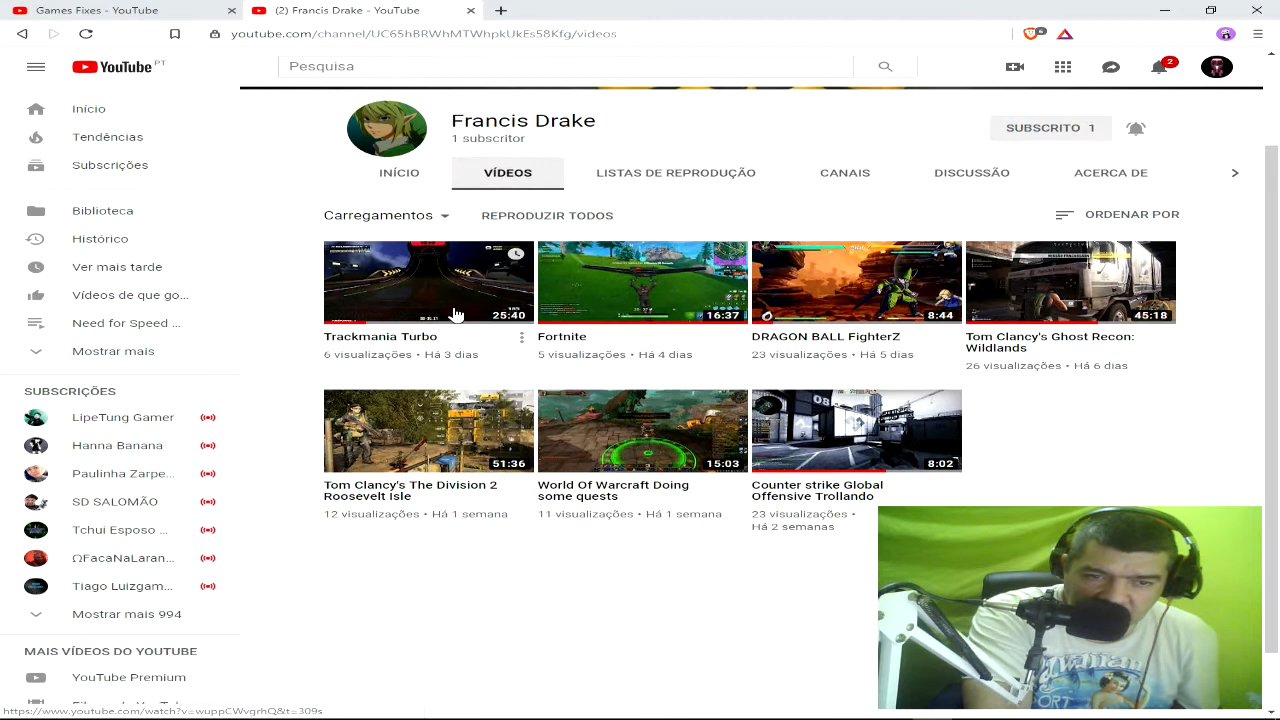 Games Fixes - YouTube
(2) Francis Drake - YouTube
youtube.com/channel/UC65hBRWhMTWhpkUkEs58Kfg/videos
6
YouTube PT
Pesquisa
2
Início
Tendências
Subscrições
Biblioteca
Histórico
Ver mais tarde
Vídeos de que go...
Need for Speed ...
Mostrar mais
SUBSCRIÇÕES
LipeTung Gamer
Hanna Banana
Paulinha Zarpe...
SD SALOMÃO
Tchui Esposo ...
ΩFacaNaLaran...
Tiago Luizgam...
Mostrar mais 994
MAIS VÍDEOS DO YOUTUBE
YouTube Premium
https://www.youtube.com/watch?v=wuppCWvgrhQ&t=309s
Francis Drake
1 subscritor
SUBSCRITO 1
INÍCIO
VÍDEOS
LISTAS DE REPRODUÇÃO
CANAIS
DISCUSSÃO
ACERCA DE
Carregamentos
REPRODUZIR TODOS
ORDENAR POR
25:40
Trackmania Turbo
6 visualizações • Há 3 dias
16:37
Fortnite
5 visualizações • Há 4 dias
8:44
DRAGON BALL FighterZ
23 visualizações • Há 5 dias
45:18
Tom Clancy's Ghost Recon:
Wildlands
26 visualizações • Há 6 dias
51:36
Tom Clancy's The Division 2
Roosevelt Isle
12 visualizações • Há 1 semana
15:03
World Of Warcraft Doing
some quests
11 visualizações • Há 1 semana
8:02
Counter strike Global
Offensive Trollando
23 visualizações •
Há 2 semanas